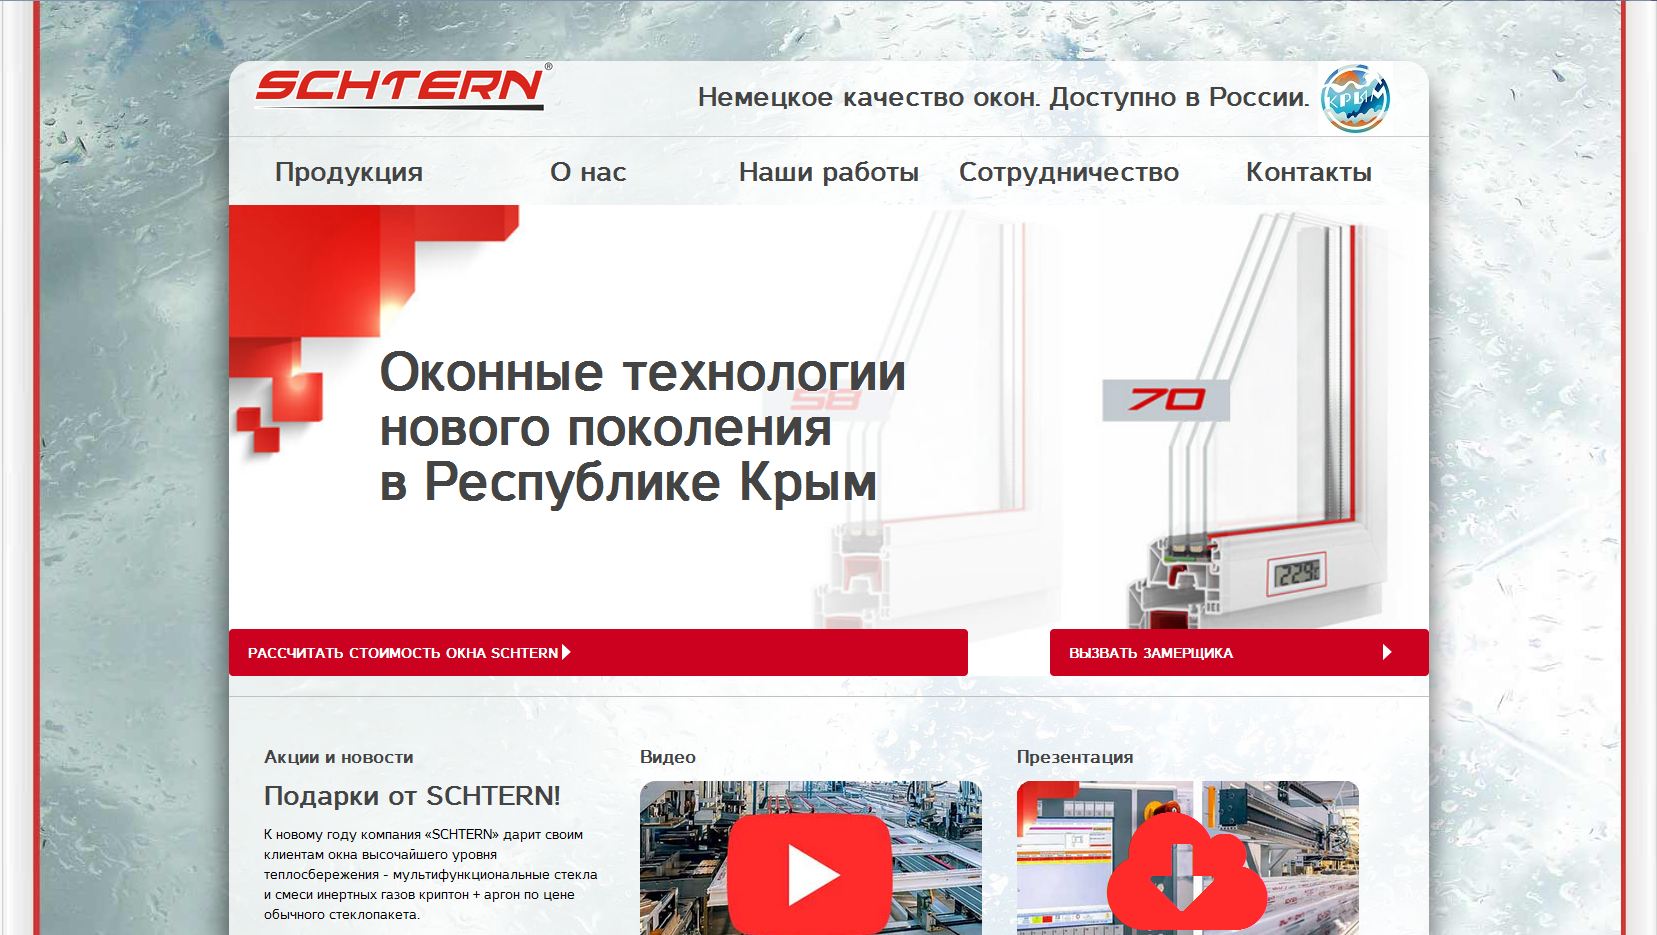 SCHTERN®
Немецкое качество окон. Доступно в России.
КРЫМ
Продукция О нас Наши работы Сотрудничество Контакты
Оконные технологии
нового поколения
в Республике Крым
58
70
22.9°C
РАССЧИТАТЬ СТОИМОСТЬ ОКНА SCHTERN
ВЫЗВАТЬ ЗАМЕРЩИКА
Акции и новости
Подарки от SCHTERN!
К новому году компания «SCHTERN» дарит своим
клиентам окна высочайшего уровня
теплосбережения - мультифункциональные стекла
и смеси инертных газов криптон + аргон по цене
обычного стеклопакета.
Видео
Презентация